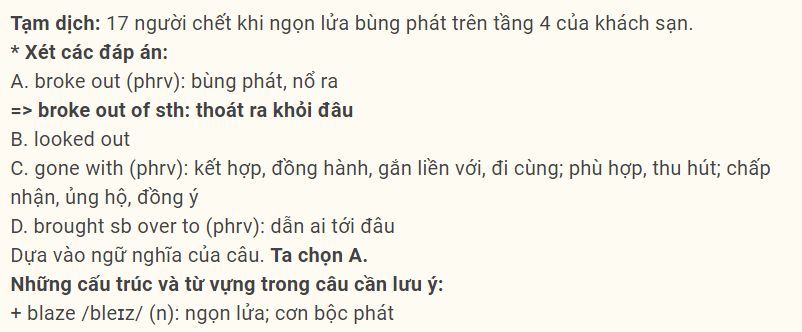 Tạm dịch: 17 người chết khi ngọn lửa bùng phát trên tầng 4 của khách sạn.
* Xét các đáp án:
A. broke out (phrv): bùng phát, nổ ra
=> broke out of sth: thoát ra khỏi đâu
B. looked out
C. gone with (phrv): kết hợp, đồng hành, gắn liền với, đi cùng; phù hợp, thu hút; chấp
nhận, ủng hộ, đồng ý
D. brought sb over to (phrv): dẫn ai tới đâu
Dựa vào ngữ nghĩa của câu. Ta chọn A.
Những cấu trúc và từ vựng trong câu cần lưu ý:
+ blaze /bleɪz/ (n): ngọn lửa; cơn bộc phát